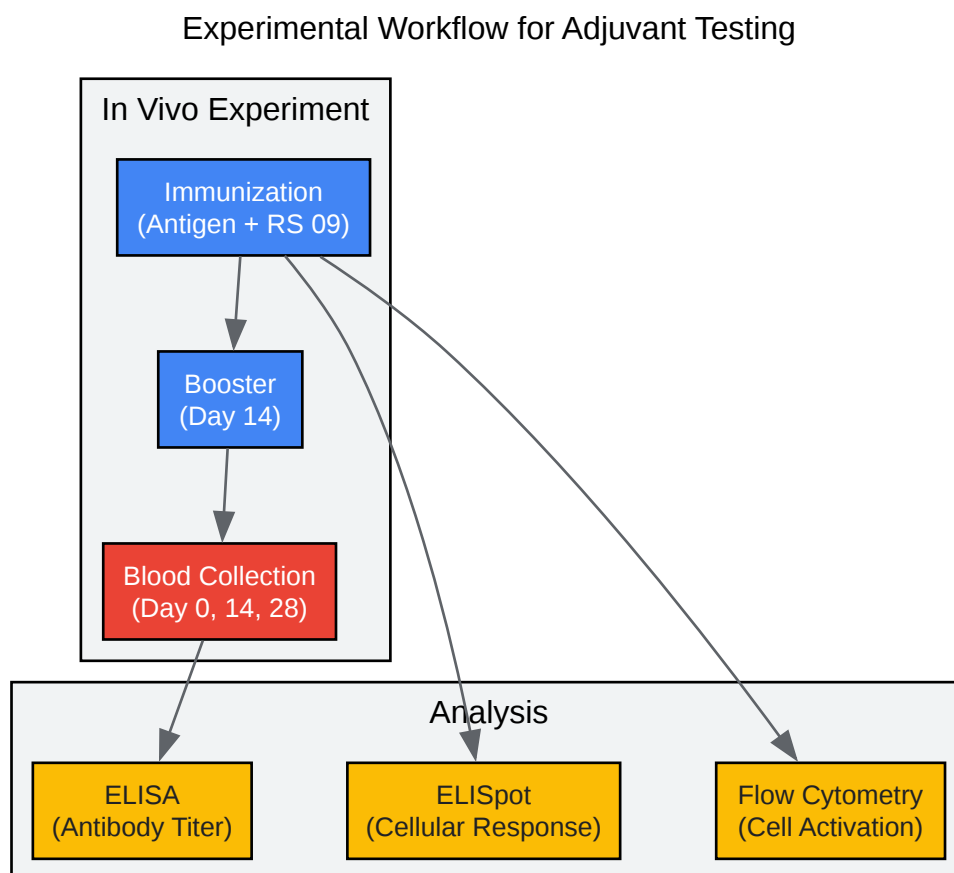 Experimental Workflow for Adjuvant Testing
In Vivo Experiment
Immunization
(Antigen + RS 09)
Booster
(Day 14)
Blood Collection
(Day 0, 14, 28)
Analysis
ELISA
(Antibody Titer)
ELISpot
(Cellular Response)
Flow Cytometry
(Cell Activation)